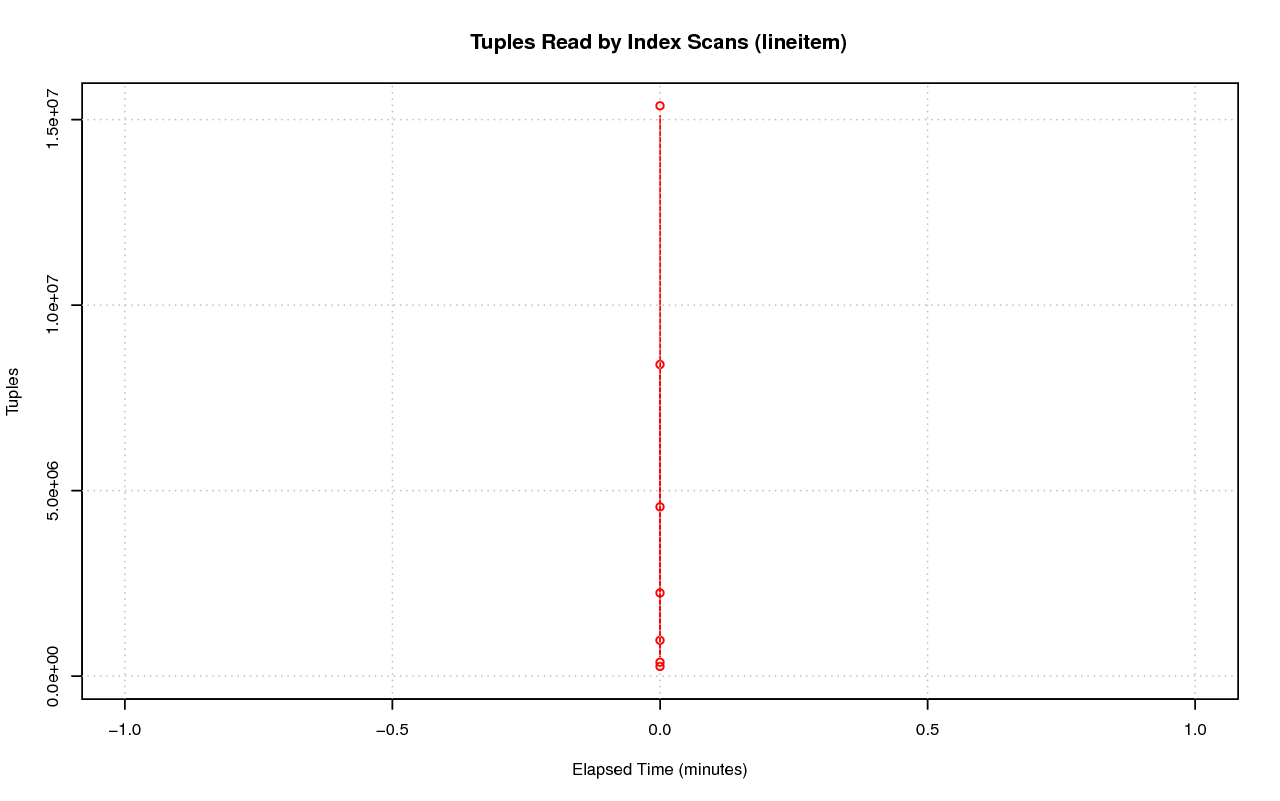 Tuples Read by Index Scans (lineitem)
1.5e+07
1.0e+07
5.0e+06
0.0e+00
Tuples
−1.0
−0.5
0.0
0.5
1.0
Elapsed Time (minutes)